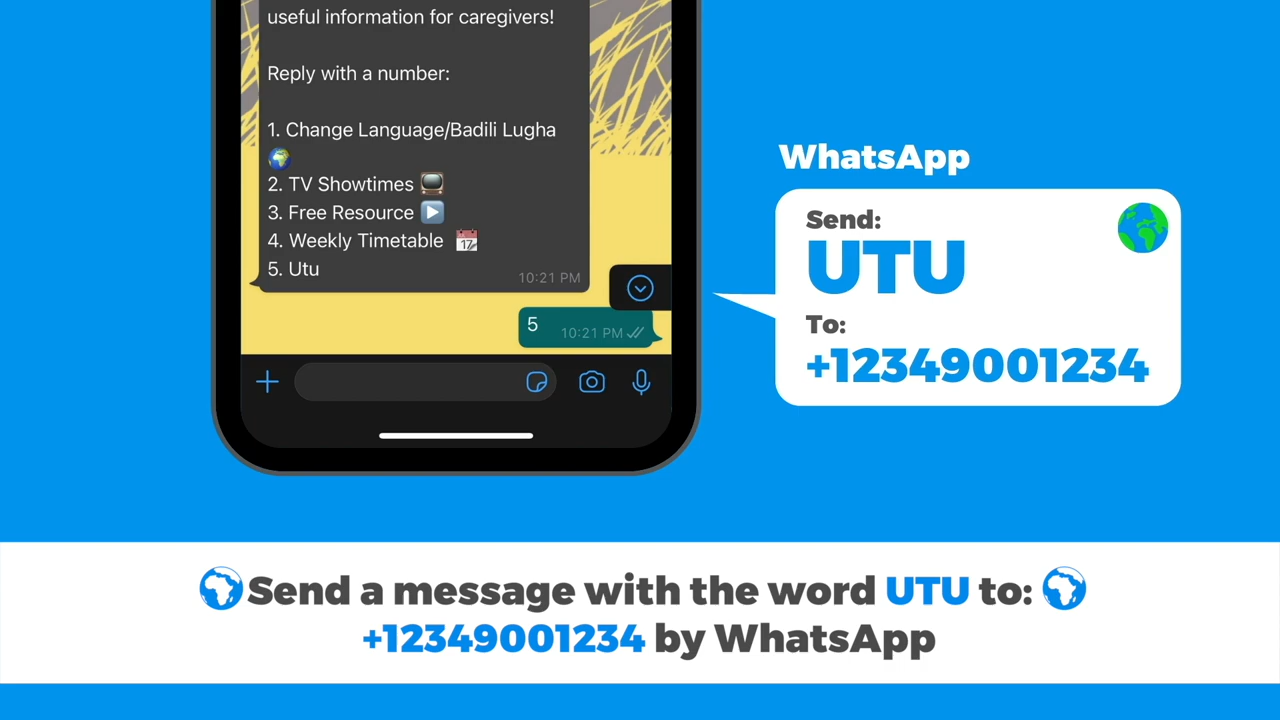 useful information for caregivers!
Reply with a number:
1. Change Language/Badili Lugha
2. TV Showtimes
3. Free Resource
4. Weekly Timetable
5. Utu
10:21 PM
5
10:21 PM
WhatsApp
Send:
UTU
To:
+12349001234
Send a message with the word UTU to:
+12349001234 by WhatsApp